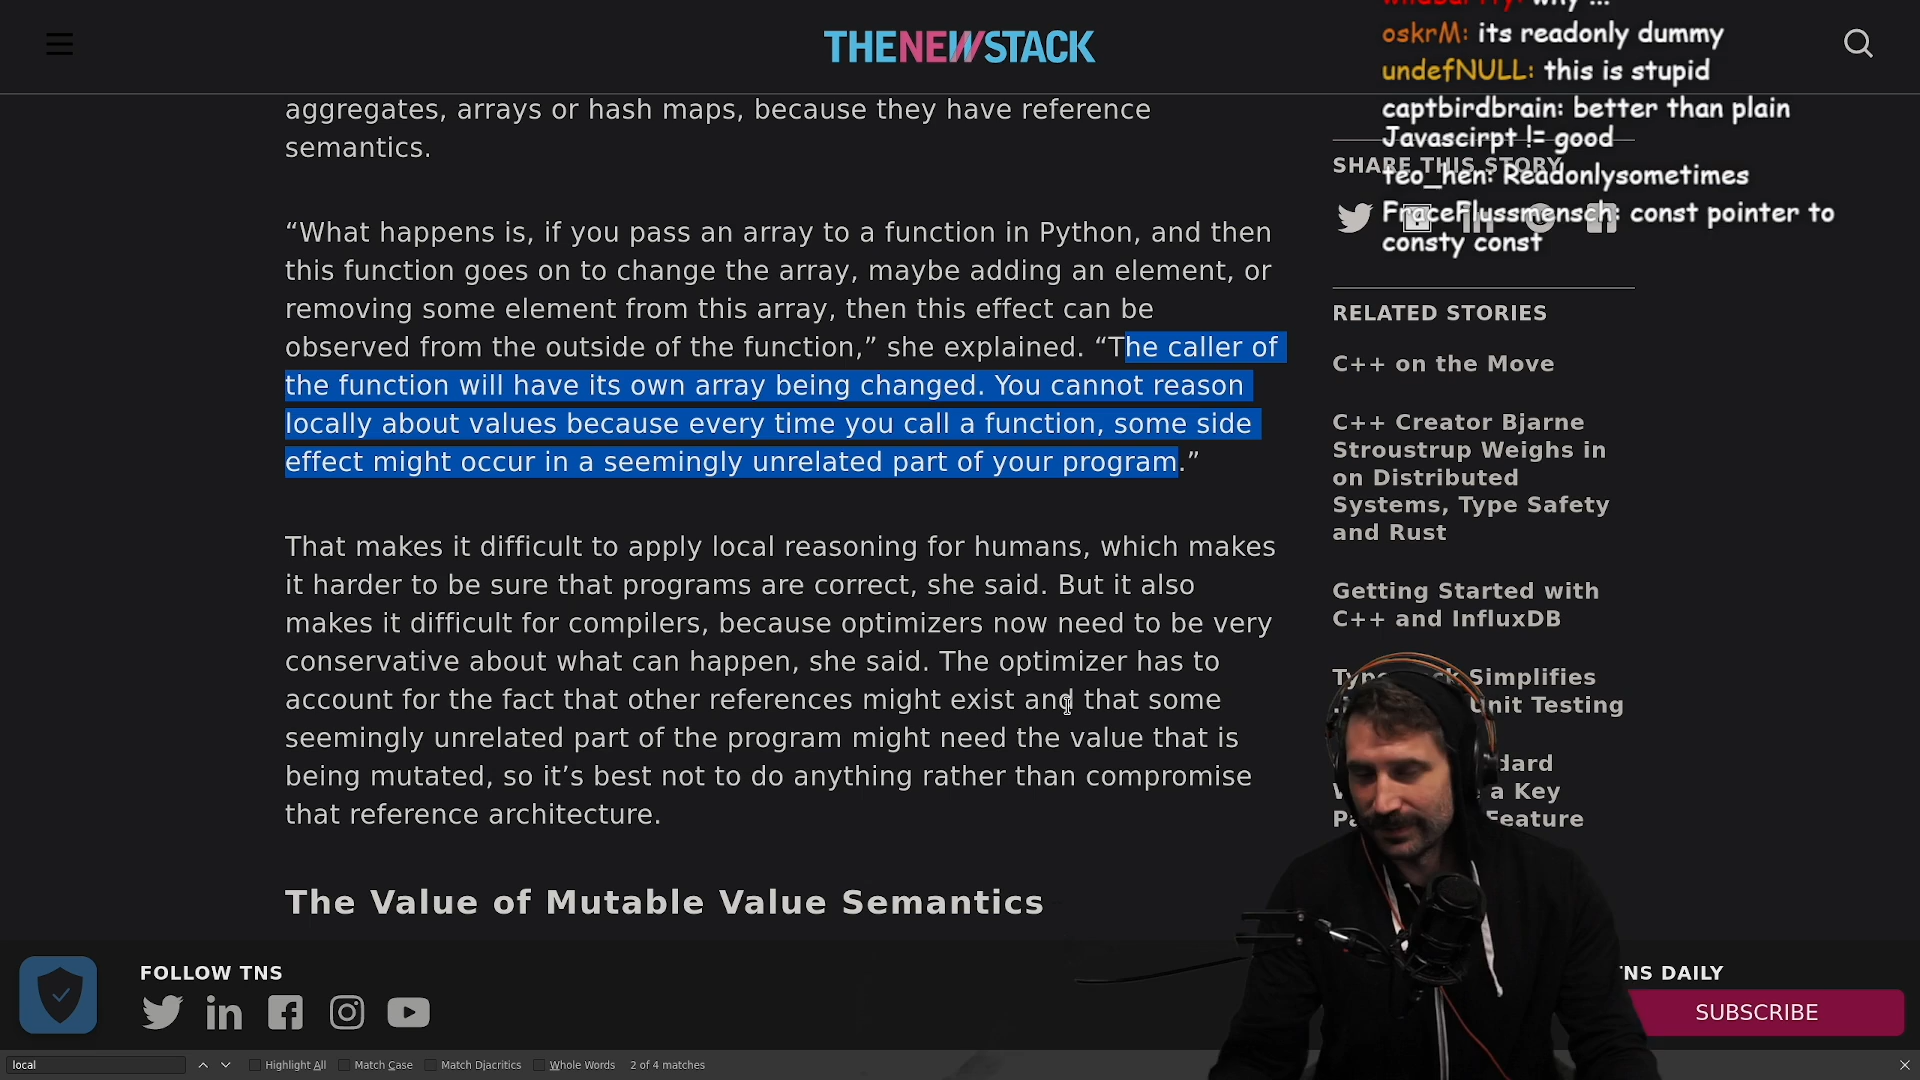 THENEWSTACK
why ...
oskrM: its readonly dummy
undefNULL: this is stupid
captbirdbrain: better than plain
Javascirpt != good
teo_hen: Readonlysometimes
FraceFlussmensch: const pointer to
consty const
aggregates, arrays or hash maps, because they have reference
semantics.
“What happens is, if you pass an array to a function in Python, and then
this function goes on to change the array, maybe adding an element, or
removing some element from this array, then this effect can be
observed from the outside of the function,” she explained. “The caller of
the function will have its own array being changed. You cannot reason
locally about values because every time you call a function, some side
effect might occur in a seemingly unrelated part of your program.”
That makes it difficult to apply local reasoning for humans, which makes
it harder to be sure that programs are correct, she said. But it also
makes it difficult for compilers, because optimizers now need to be very
conservative about what can happen, she said. The optimizer has to
account for the fact that other references might exist and that some
seemingly unrelated part of the program might need the value that is
being mutated, so it’s best not to do anything rather than compromise
that reference architecture.
The Value of Mutable Value Semantics
SHARE THIS STORY
RELATED STORIES
C++ on the Move
C++ Creator Bjarne
Stroustrup Weighs in
on Distributed
Systems, Type Safety
and Rust
Getting Started with
C++ and InfluxDB
Simplifies
Unit Testing
a Key
Feature
FOLLOW TNS
TNS DAILY
SUBSCRIBE
local
Highlight All
Match Case
Match Diacritics
Whole Words
2 of 4 matches